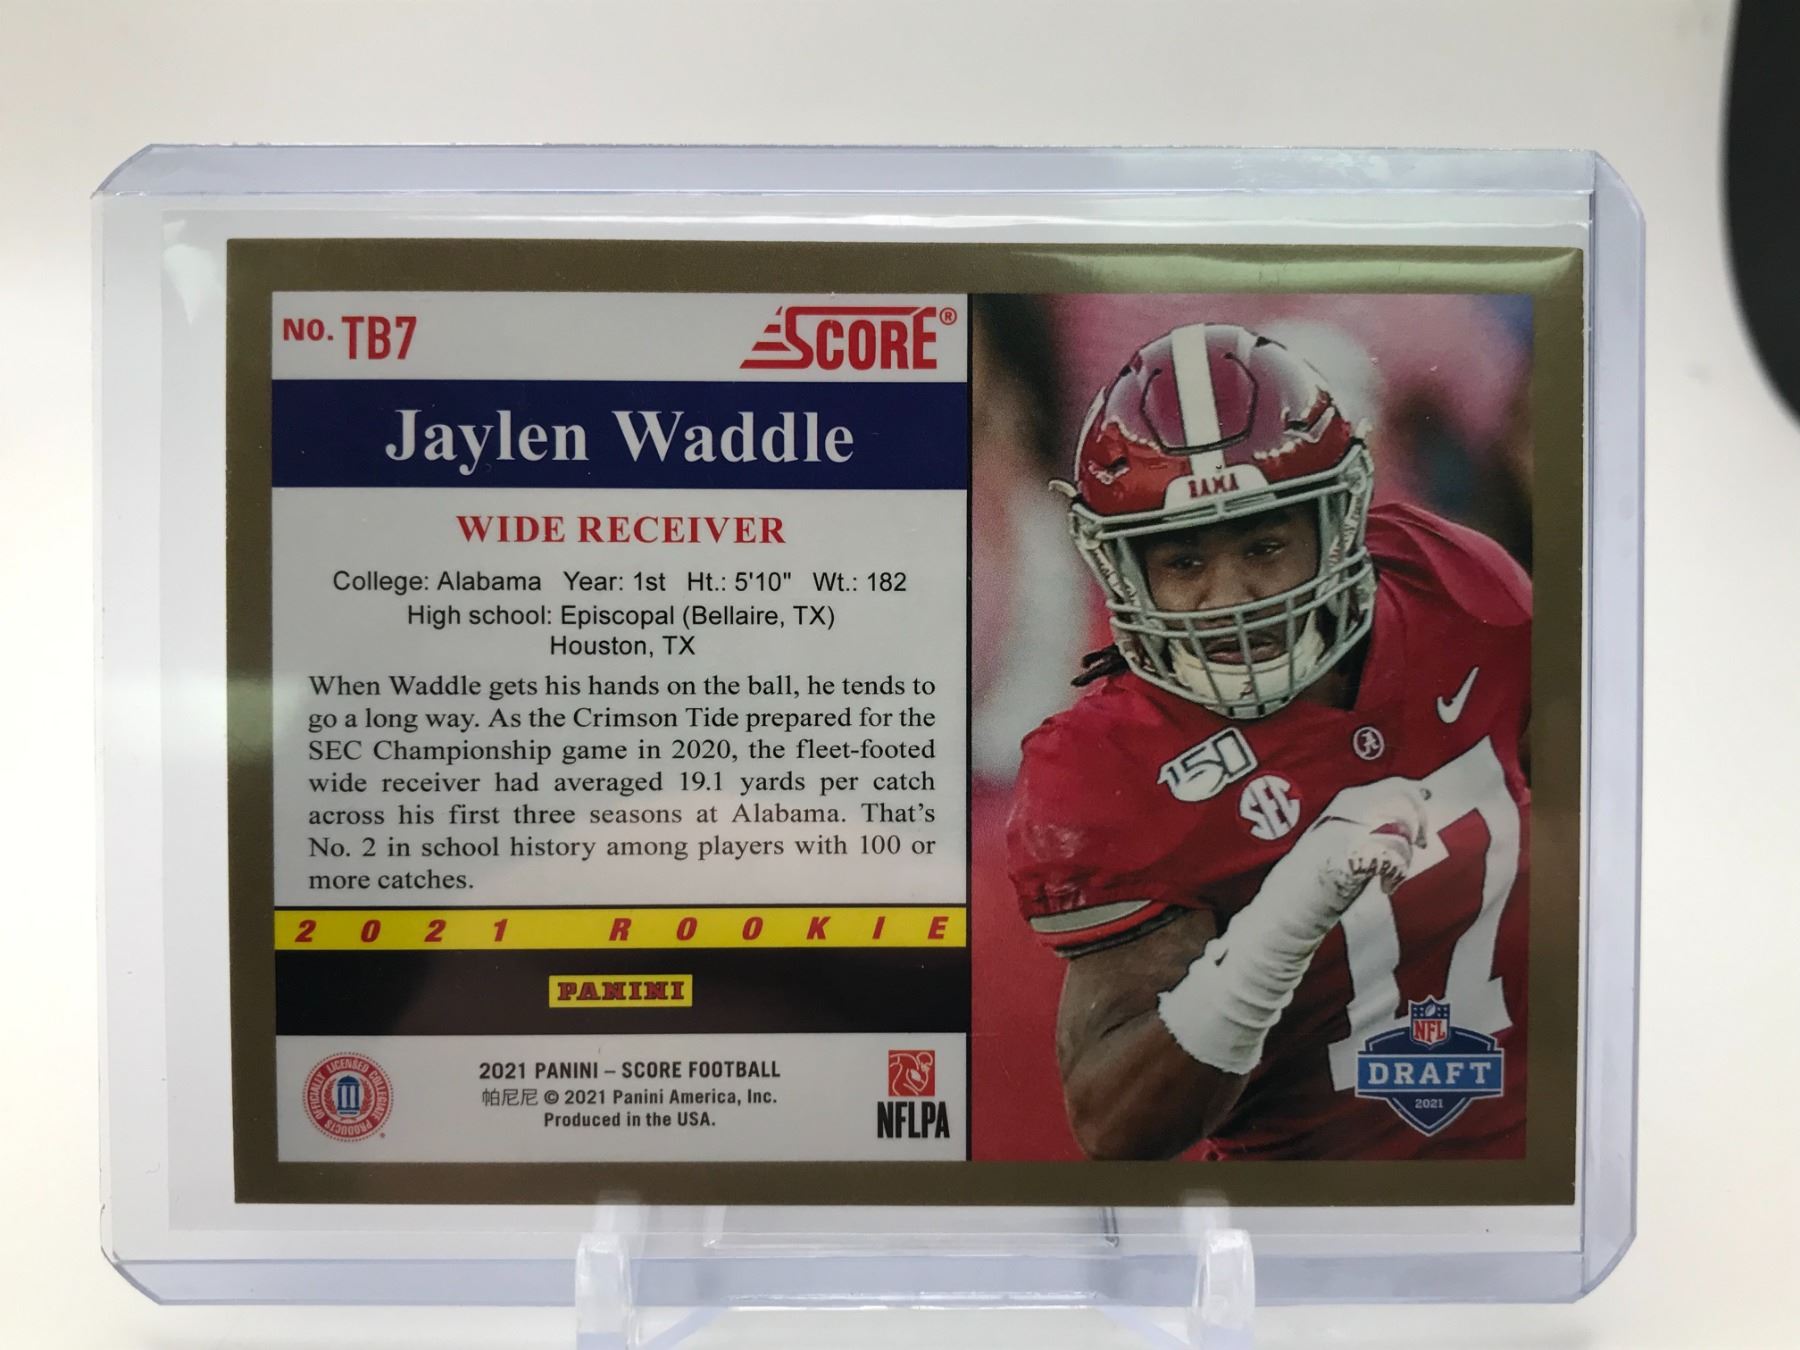 NO. TB7
SCORE®
Jaylen Waddle
WIDE RECEIVER
College: Alabama Year: 1st Ht.: 5'10" Wt.: 182
High school: Episcopal (Bellaire, TX)
Houston, TX
When Waddle gets his hands on the ball, he tends to
go a long way. As the Crimson Tide prepared for the
SEC Championship game in 2020, the fleet-footed
wide receiver had averaged 19.1 yards per catch
across his first three seasons at Alabama. That’s
No. 2 in school history among players with 100 or
more catches.
2021 ROOKIE
PANINI
OFFICIALLY LICENSED COLLEGIATE PRODUCTS
2021 PANINI – SCORE FOOTBALL
帕尼尼 © 2021 Panini America, Inc.
Produced in the USA.
NFLPA
BAMA
150
A
SEC
17
NFL
DRAFT
2021